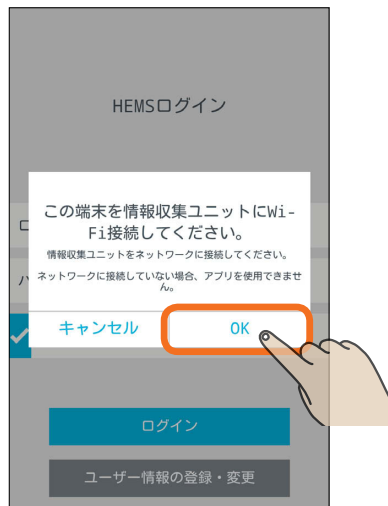 HEMSログイン
この端末を情報収集ユニットにWi-
Fi接続してください。
情報収集ユニットをネットワークに接続してください。
ネットワークに接続していない場合、アプリを使用できませ
ん。
キャンセル OK
ログイン
ユーザー情報の登録・変更